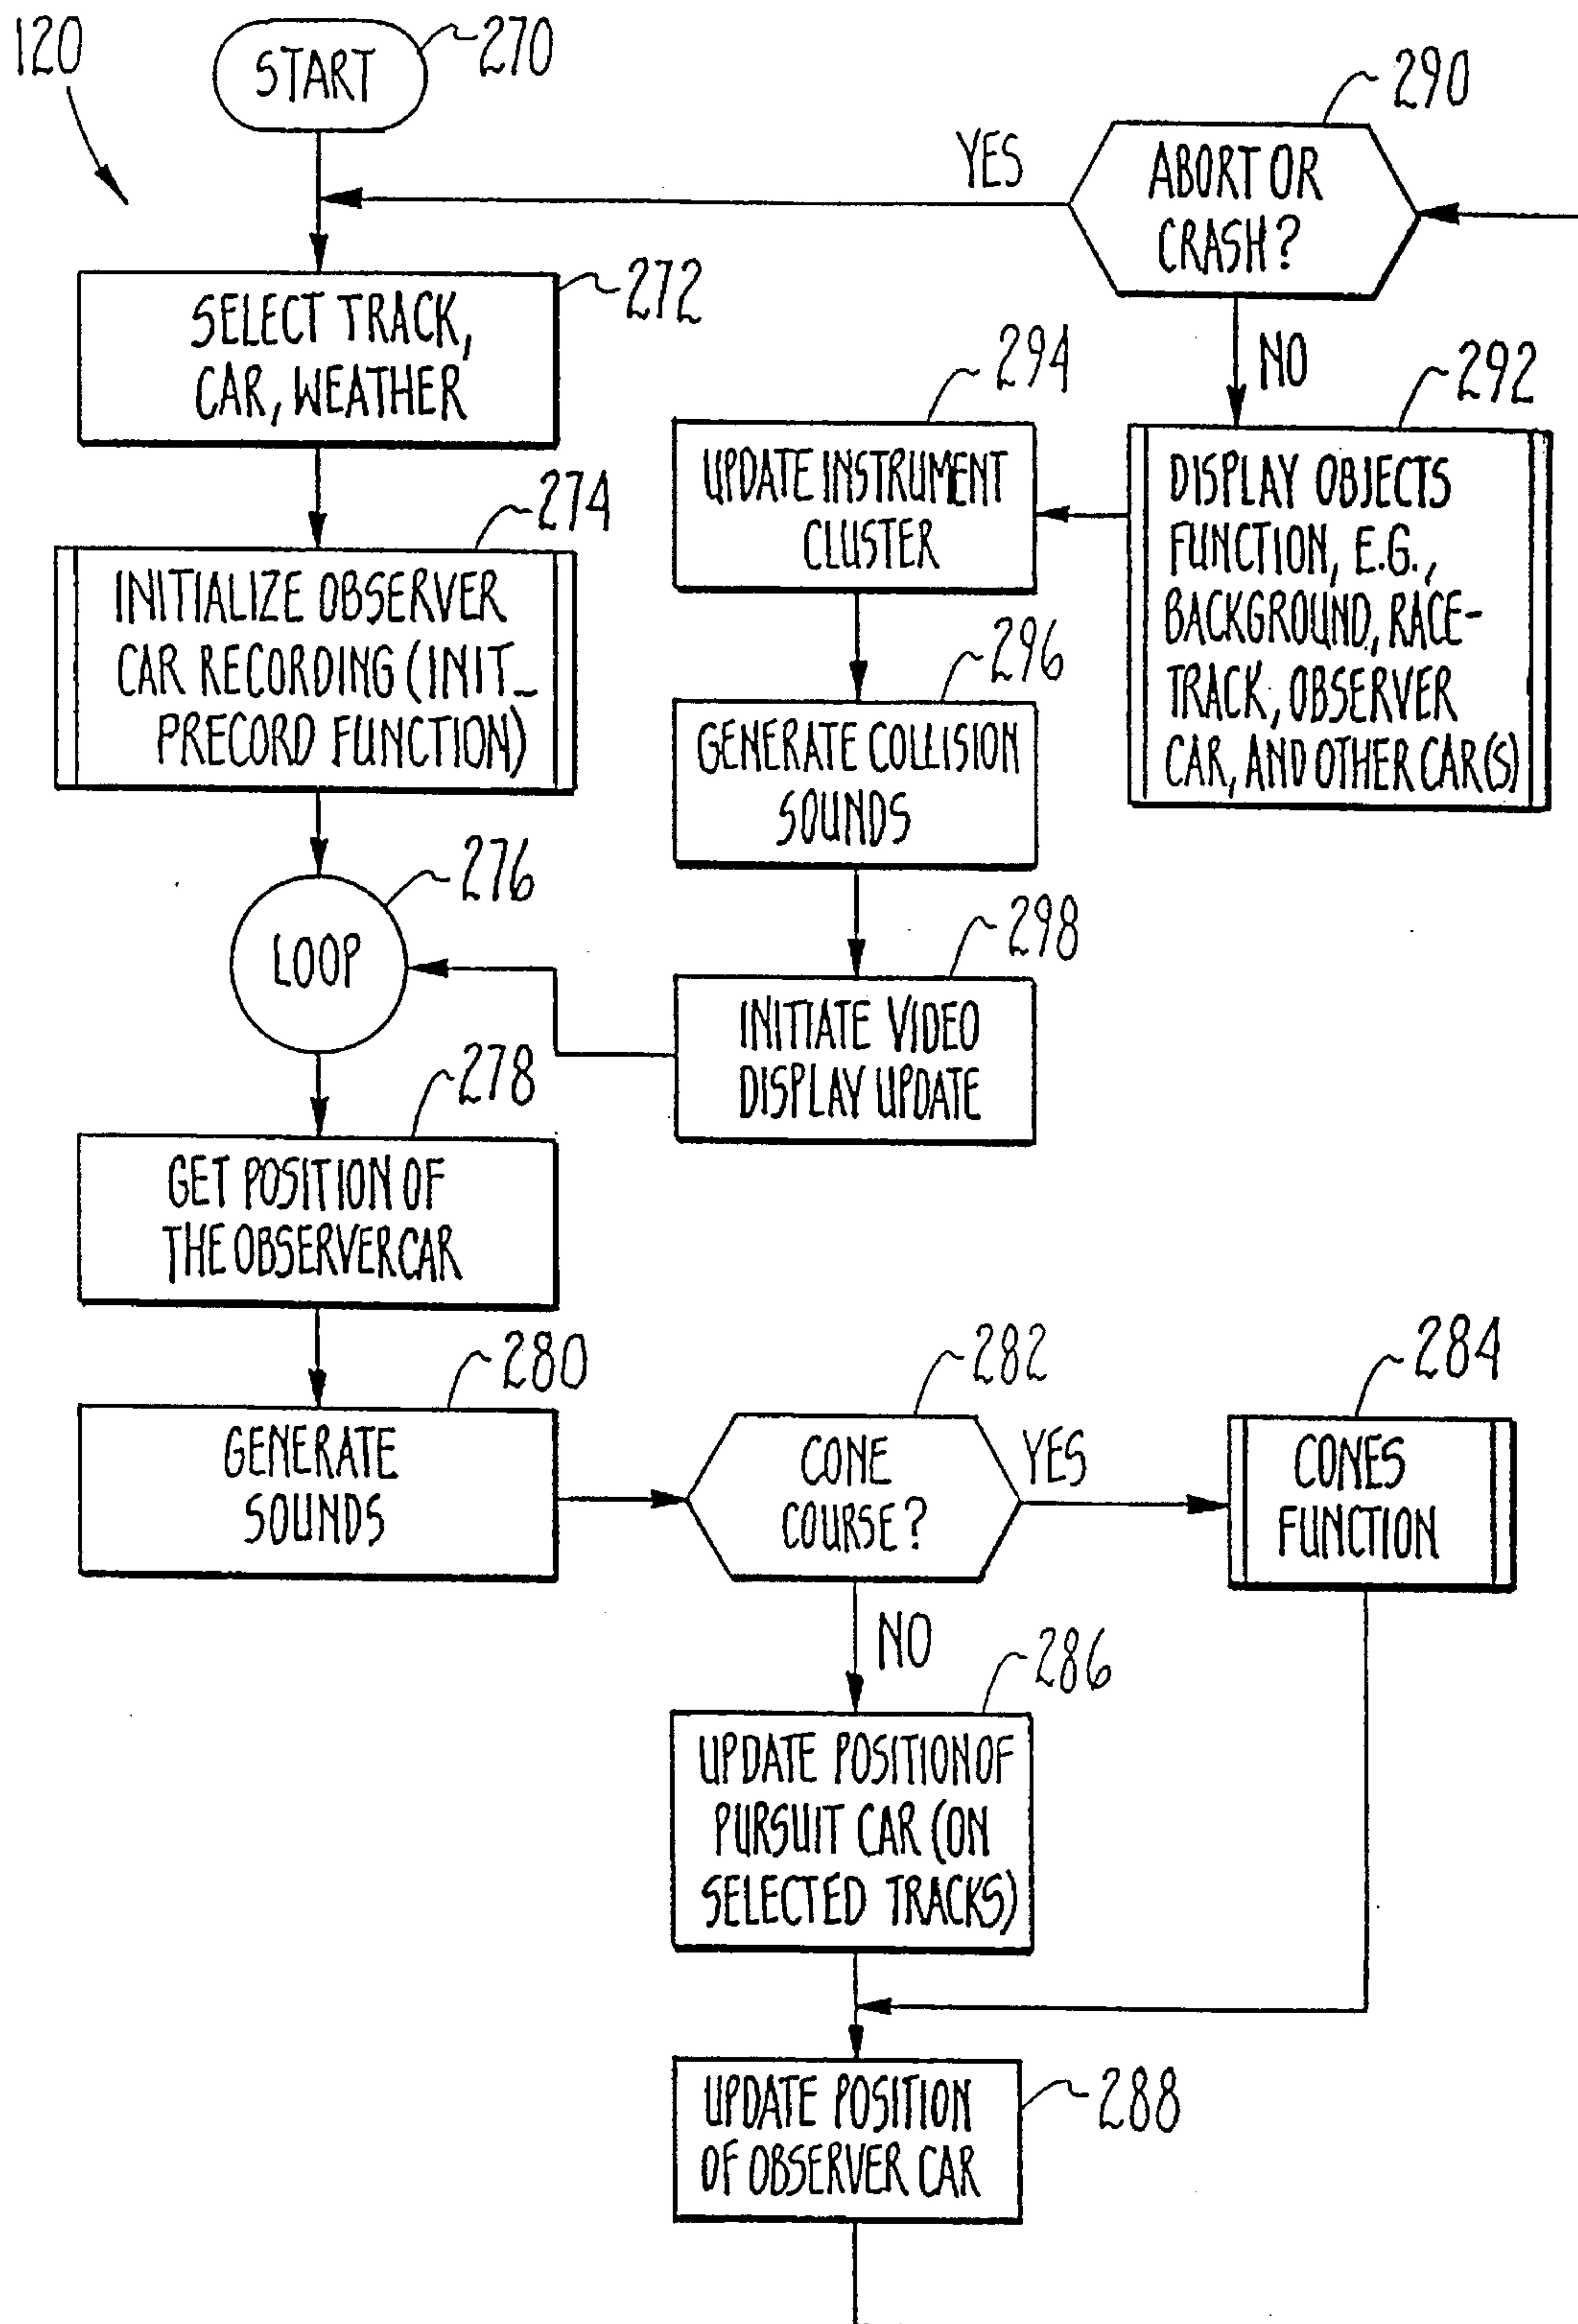 120
START
270
SELECT TRACK,
CAR, WEATHER
272
INITIALIZE OBSERVER
CAR RECORDING (INIT_
PRECORD FUNCTION)
274
LOOP
276
GET POSITION OF
THE OBSERVER CAR
278
GENERATE
SOUNDS
280
CONE
COURSE?
282
YES
CONES
FUNCTION
284
NO
UPDATE POSITION OF
PURSUIT CAR (ON
SELECTED TRACKS)
286
UPDATE POSITION
OF OBSERVER CAR
288
ABORT OR
CRASH?
290
YES
NO
DISPLAY OBJECTS
FUNCTION, E.G.,
BACKGROUND, RACE-
TRACK, OBSERVER
CAR, AND OTHER CAR(S)
292
UPDATE INSTRUMENT
CLUSTER
294
GENERATE COLLISION
SOUNDS
296
INITIATE VIDEO
DISPLAY UPDATE
298